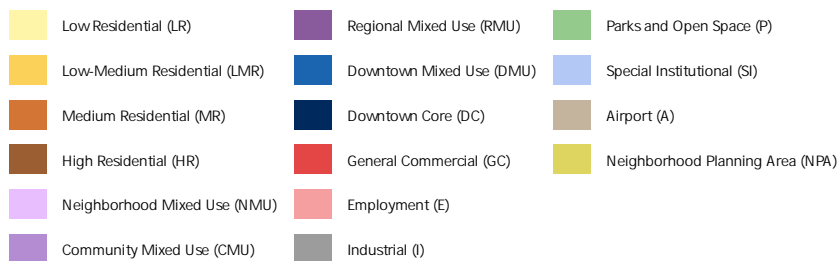 Low Residential (LR)
Low-Medium Residential (LMR)
Medium Residential (MR)
High Residential (HR)
Neighborhood Mixed Use (NMU)
Community Mixed Use (CMU)
Regional Mixed Use (RMU)
Downtown Mixed Use (DMU)
Downtown Core (DC)
General Commercial (GC)
Employment (E)
Industrial (I)
Parks and Open Space (P)
Special Institutional (SI)
Airport (A)
Neighborhood Planning Area (NPA)